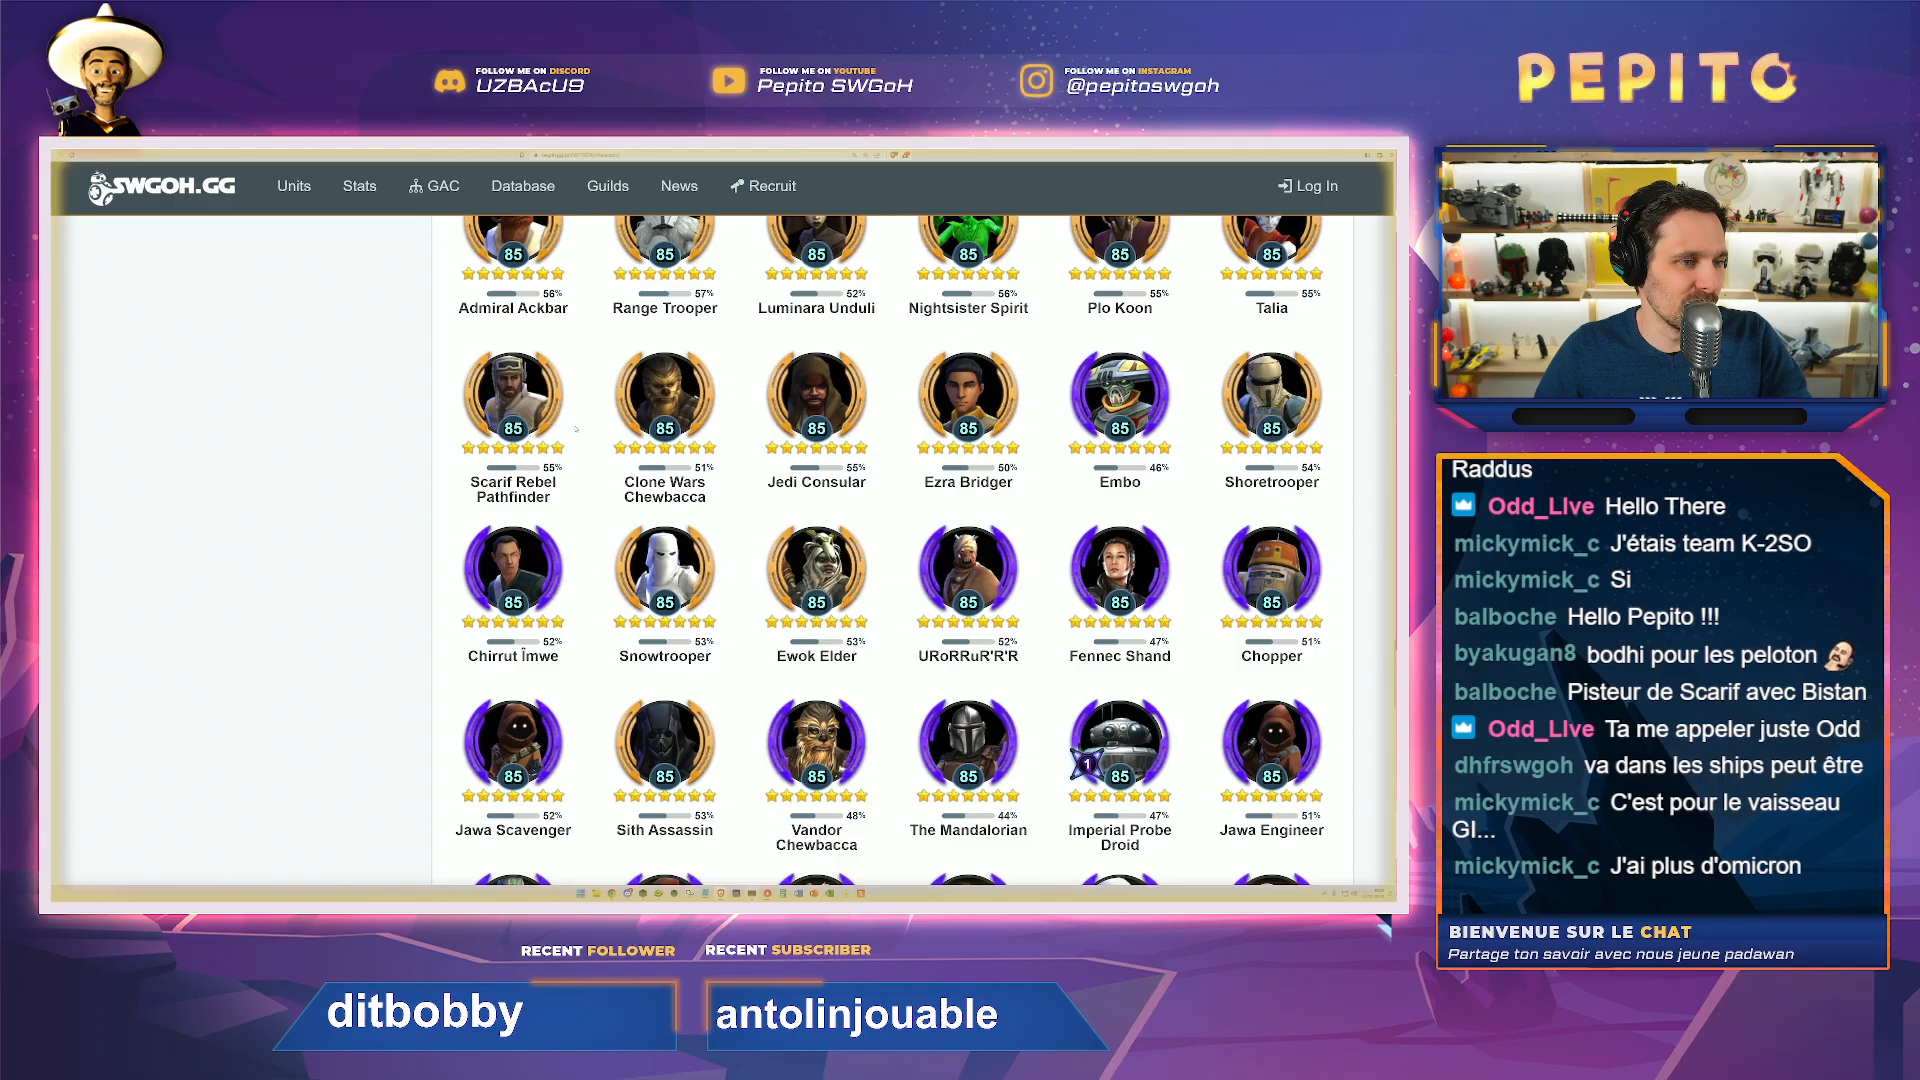 FOLLOW ME ON DISCORD
UZBAcU9
FOLLOW ME ON YOUTUBE
Pepito SWGoH
FOLLOW ME ON INSTAGRAM
@pepitoswgoh
PEPITO
SWGOH.GG
Units
Stats
GAC
Database
Guilds
News
Recruit
Log In
85 85 85 85 85 85
56% 57% 52% 56% 55% 55%
Admiral Ackbar
Range Trooper
Luminara Unduli
Nightsister Spirit
Plo Koon
Talia
85 85 85 85 85 85
55% 51% 55% 50% 46% 54%
Scarif Rebel
Pathfinder
Clone Wars
Chewbacca
Jedi Consular
Ezra Bridger
Embo
Shoretrooper
85 85 85 85 85 85
52% 53% 53% 52% 47% 51%
Chirrut Îmwe
Snowtrooper
Ewok Elder
URoRRuR'R'R
Fennec Shand
Chopper
85 85 85 85 1 85 85
52% 53% 48% 44% 47% 51%
Jawa Scavenger
Sith Assassin
Vandor
Chewbacca
The Mandalorian
Imperial Probe
Droid
Jawa Engineer
Raddus
Odd_LIve Hello There
mickymick_c J'étais team K-2SO
mickymick_c Si
balboche Hello Pepito !!!
byakugan8 bodhi pour les peloton
balboche Pisteur de Scarif avec Bistan
Odd_LIve Ta me appeler juste Odd
dhfrswgoh va dans les ships peut être
mickymick_c C'est pour le vaisseau
GI...
mickymick_c J'ai plus d'omicron
BIENVENUE SUR LE CHAT
Partage ton savoir avec nous jeune padawan
RECENT FOLLOWER
ditbobby
RECENT SUBSCRIBER
antolinjouable